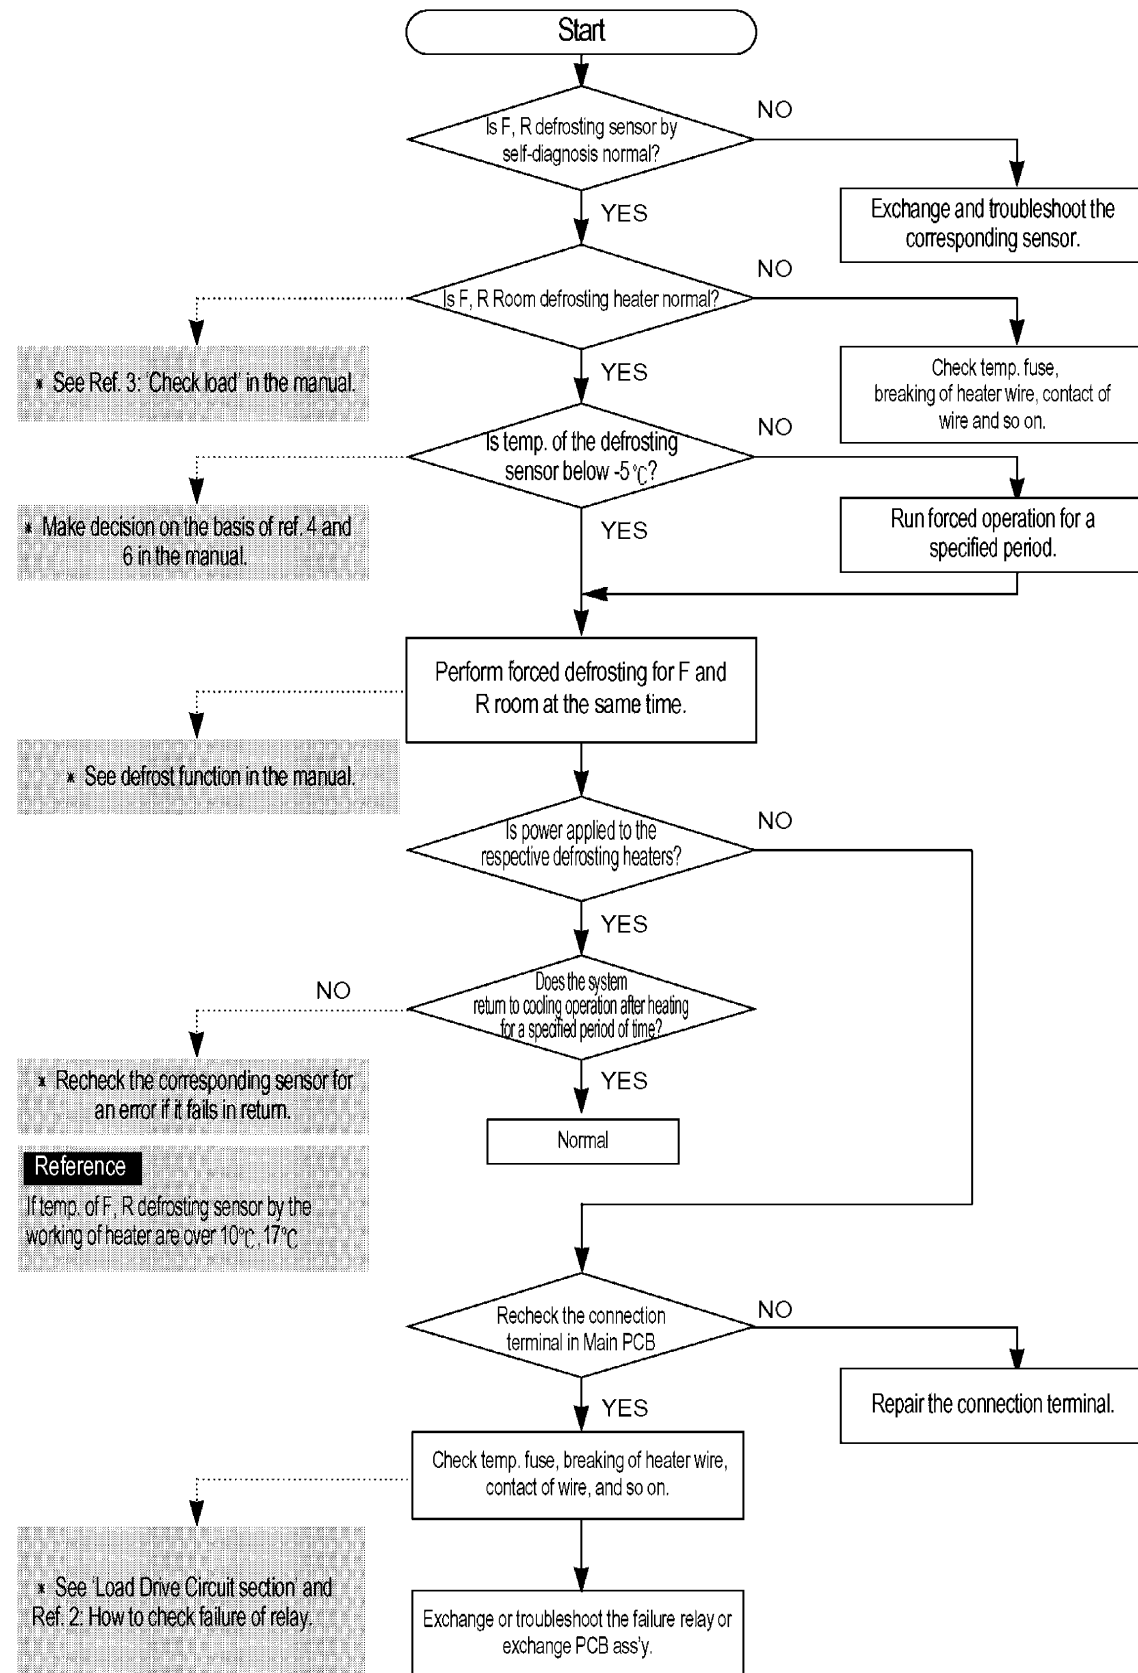 Start
Is F, R defrosting sensor by
self-diagnosis normal?
NO
Exchange and troubleshoot the
corresponding sensor.
YES
Is F, R Room defrosting heater normal?
NO
* See Ref. 3: 'Check load' in the manual.
Check temp. fuse,
breaking of heater wire, contact of
wire and so on.
YES
Is temp. of the defrosting
sensor below -5℃?
NO
* Make decision on the basis of ref. 4 and
6 in the manual.
Run forced operation for a
specified period.
YES
Perform forced defrosting for F and
R room at the same time.
* See defrost function in the manual.
Is power applied to the
respective defrosting heaters?
NO
YES
Does the system
return to cooling operation after heating
for a specified period of time?
NO
* Recheck the corresponding sensor for
an error if it fails in return.
YES
Normal
Reference
If temp. of F, R defrosting sensor by the
working of heater are over 10℃, 17℃
Recheck the connection
terminal in Main PCB
NO
Repair the connection terminal.
YES
Check temp. fuse, breaking of heater wire,
contact of wire, and so on.
* See 'Load Drive Circuit section' and
Ref. 2: How to check failure of relay.
Exchange or troubleshoot the failure relay or
exchange PCB ass'y.